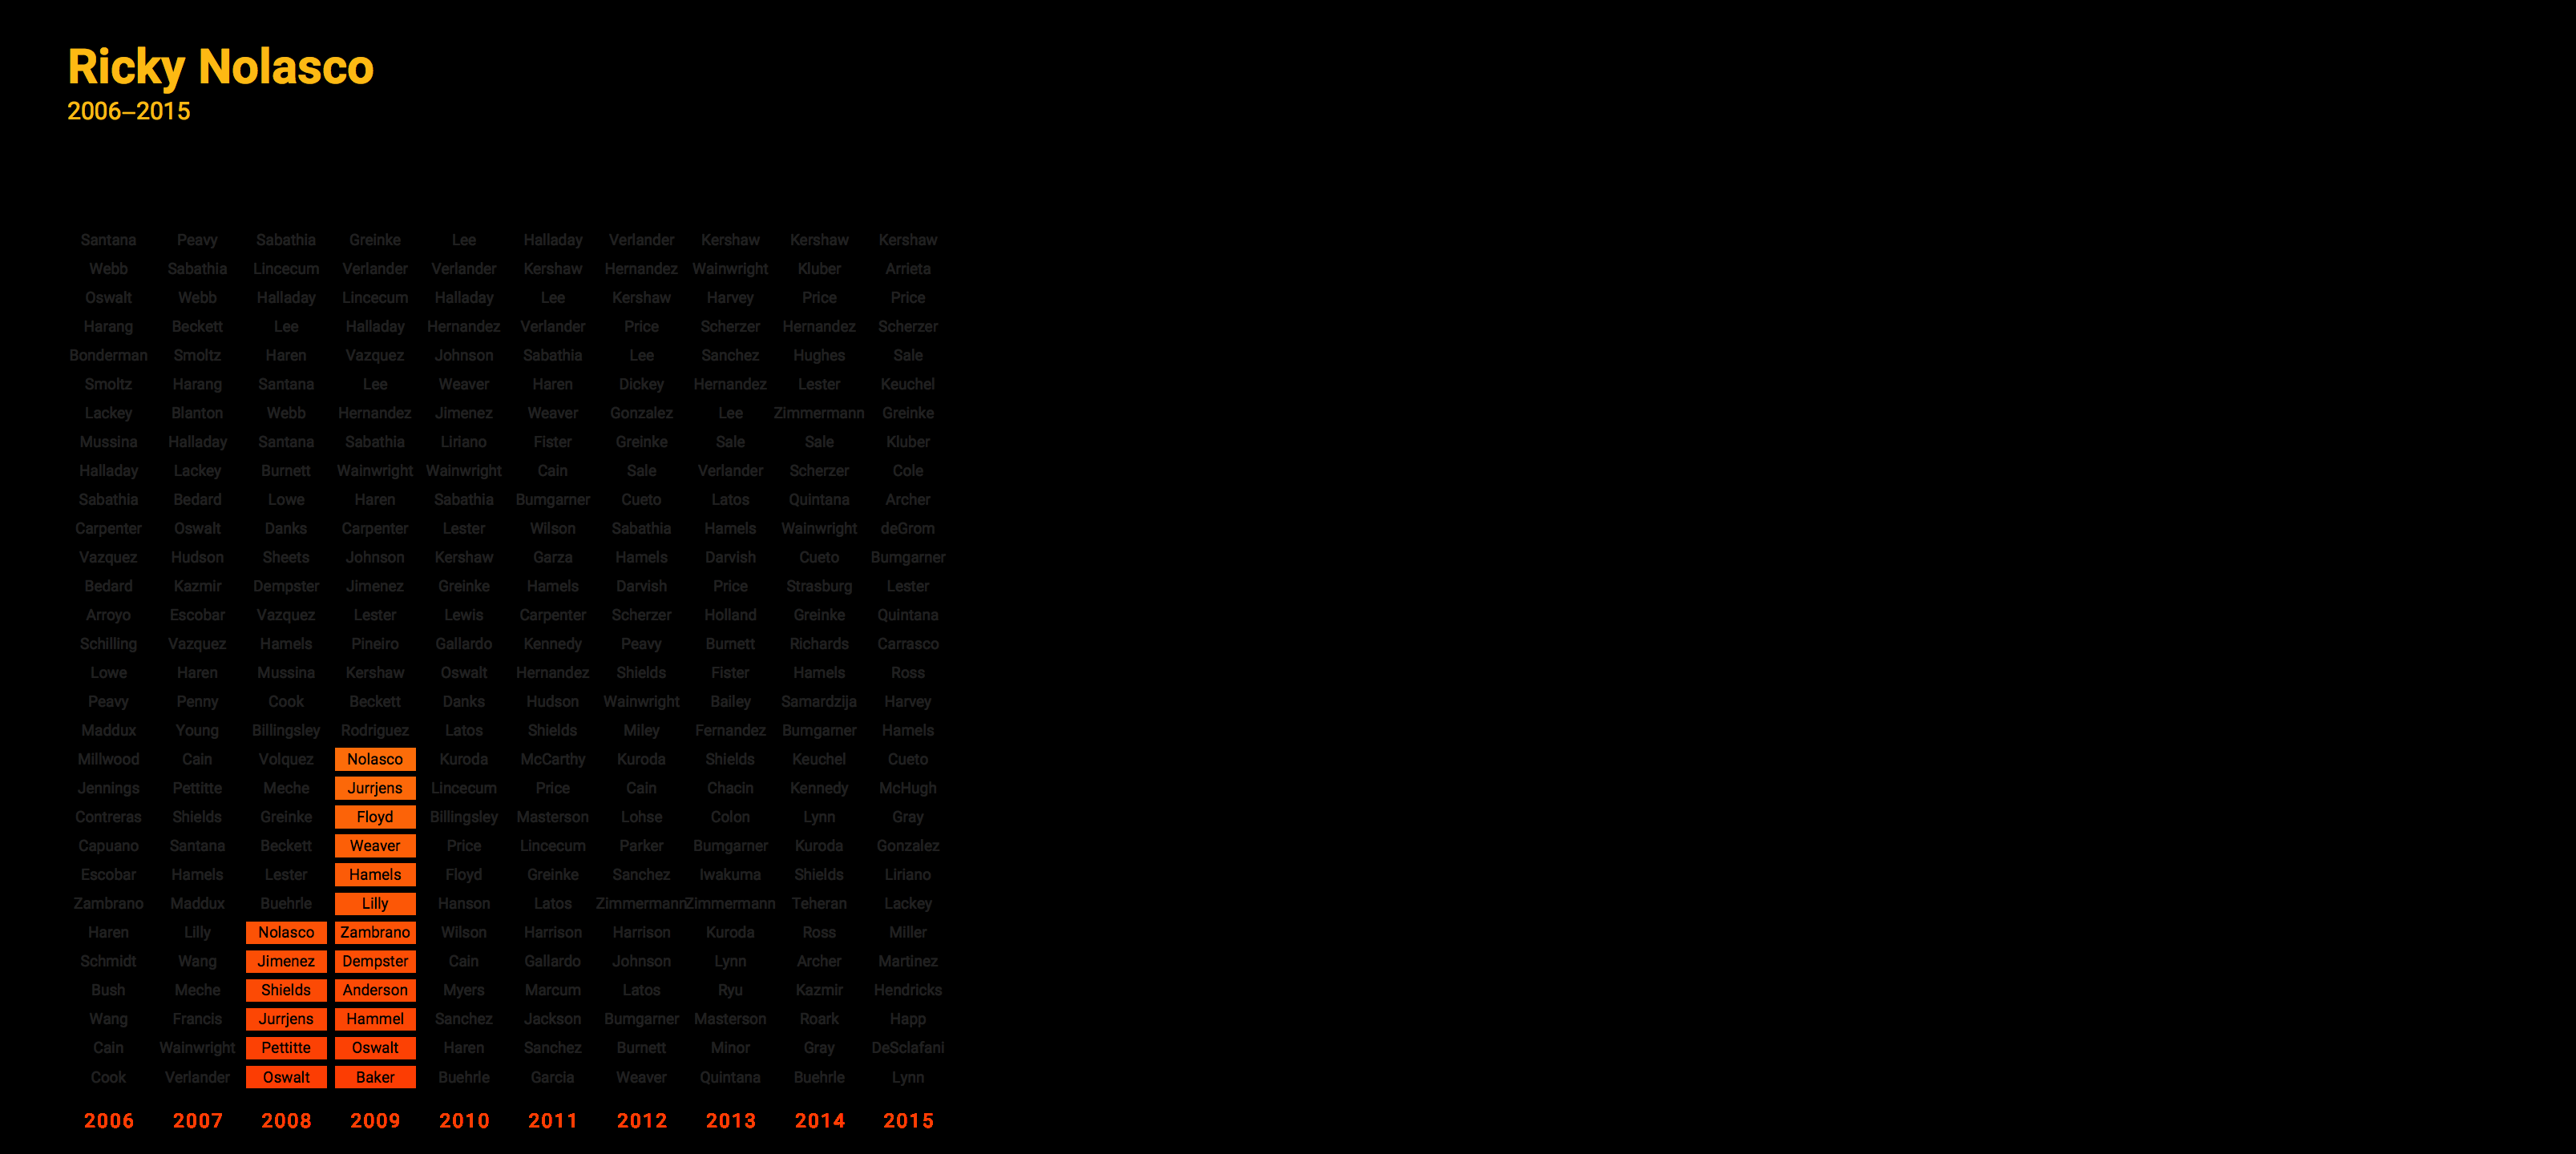 Ricky Nolasco
2006–2015
Santana Peavy Sabathia Greinke Lee Halladay Verlander Kershaw Kershaw Kershaw
Webb Sabathia Lincecum Verlander Verlander Kershaw Hernandez Wainwright Kluber Arrieta
Oswalt Webb Halladay Lincecum Halladay Lee Kershaw Harvey Price Price
Harang Beckett Lee Halladay Hernandez Verlander Price Scherzer Hernandez Scherzer
Bonderman Smoltz Haren Vazquez Johnson Sabathia Lee Sanchez Hughes Sale
Smoltz Harang Santana Lee Weaver Haren Dickey Hernandez Lester Keuchel
Lackey Blanton Webb Hernandez Jimenez Weaver Gonzalez Lee Zimmermann Greinke
Mussina Halladay Santana Sabathia Liriano Fister Greinke Sale Sale Kluber
Halladay Lackey Burnett Wainwright Wainwright Cain Sale Verlander Scherzer Cole
Sabathia Bedard Lowe Haren Sabathia Bumgarner Cueto Latos Quintana Archer
Carpenter Oswalt Danks Carpenter Lester Wilson Sabathia Hamels Wainwright deGrom
Vazquez Hudson Sheets Johnson Kershaw Garza Hamels Darvish Cueto Bumgarner
Bedard Kazmir Dempster Jimenez Greinke Hamels Darvish Price Strasburg Lester
Arroyo Escobar Vazquez Lester Lewis Carpenter Scherzer Holland Greinke Quintana
Schilling Vazquez Hamels Pineiro Gallardo Kennedy Peavy Burnett Richards Carrasco
Lowe Haren Mussina Kershaw Oswalt Hernandez Shields Fister Hamels Ross
Peavy Penny Cook Beckett Danks Hudson Wainwright Bailey Samardzija Harvey
Maddux Young Billingsley Rodriguez Latos Shields Miley Fernandez Bumgarner Hamels
Millwood Cain Volquez Nolasco Kuroda McCarthy Kuroda Shields Keuchel Cueto
Jennings Pettitte Meche Jurrjens Lincecum Price Cain Chacin Kennedy McHugh
Contreras Shields Greinke Floyd Billingsley Masterson Lohse Colon Lynn Gray
Capuano Santana Beckett Weaver Price Lincecum Parker Bumgarner Kuroda Gonzalez
Escobar Hamels Lester Hamels Floyd Greinke Sanchez Iwakuma Shields Liriano
Zambrano Maddux Buehrle Lilly Hanson Latos Zimmermann Zimmermann Teheran Lackey
Haren Lilly Nolasco Zambrano Wilson Harrison Harrison Kuroda Ross Miller
Schmidt Wang Jimenez Dempster Cain Gallardo Johnson Lynn Archer Martinez
Bush Meche Shields Anderson Myers Marcum Latos Ryu Kazmir Hendricks
Wang Francis Jurrjens Hammel Sanchez Jackson Bumgarner Masterson Roark Happ
Cain Wainwright Pettitte Oswalt Haren Sanchez Burnett Minor Gray DeSclafani
Cook Verlander Oswalt Baker Buehrle Garcia Weaver Quintana Buehrle Lynn
2006 2007 2008 2009 2010 2011 2012 2013 2014 2015